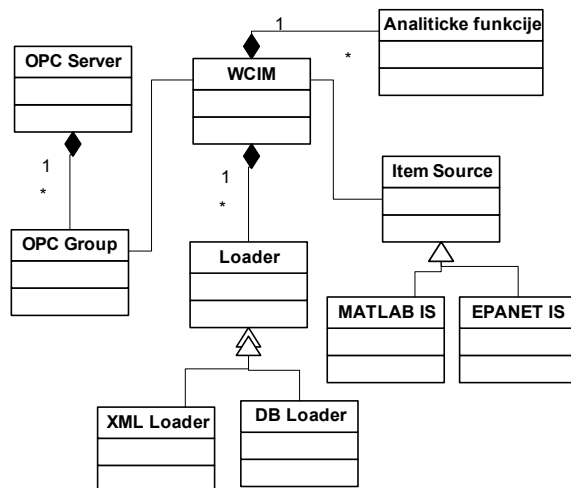 1
Analiticke funkcije
*
OPC Server
WCIM
1
*
1
*
Item Source
OPC Group
Loader
MATLAB IS
EPANET IS
XML Loader
DB Loader